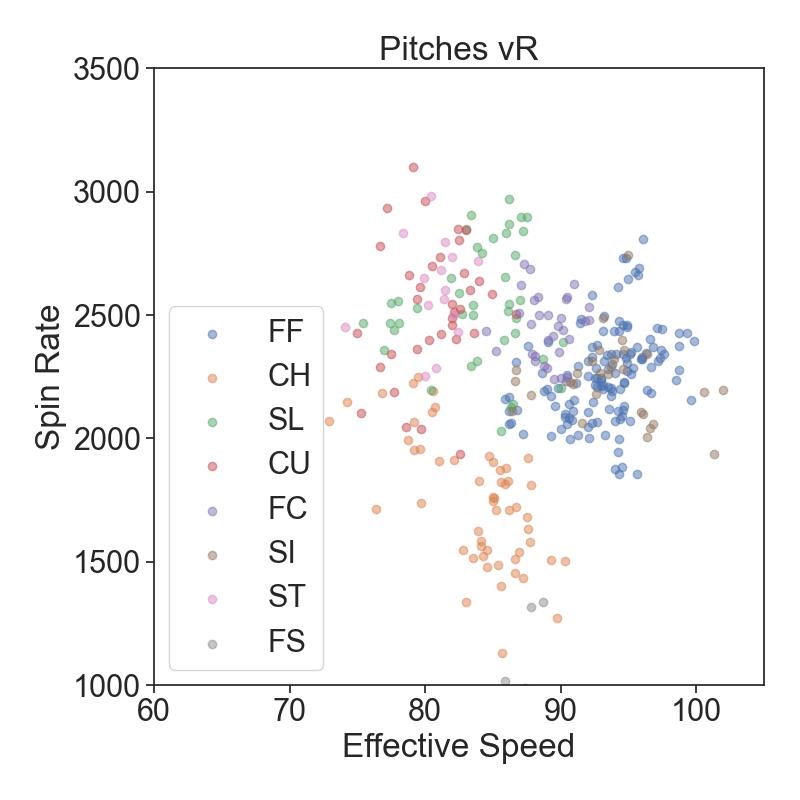 Pitches vR
3500
3000
2500
2000
1500
1000
Spin Rate
FF
CH
SL
CU
FC
SI
ST
FS
60 70 80 90 100
Effective Speed